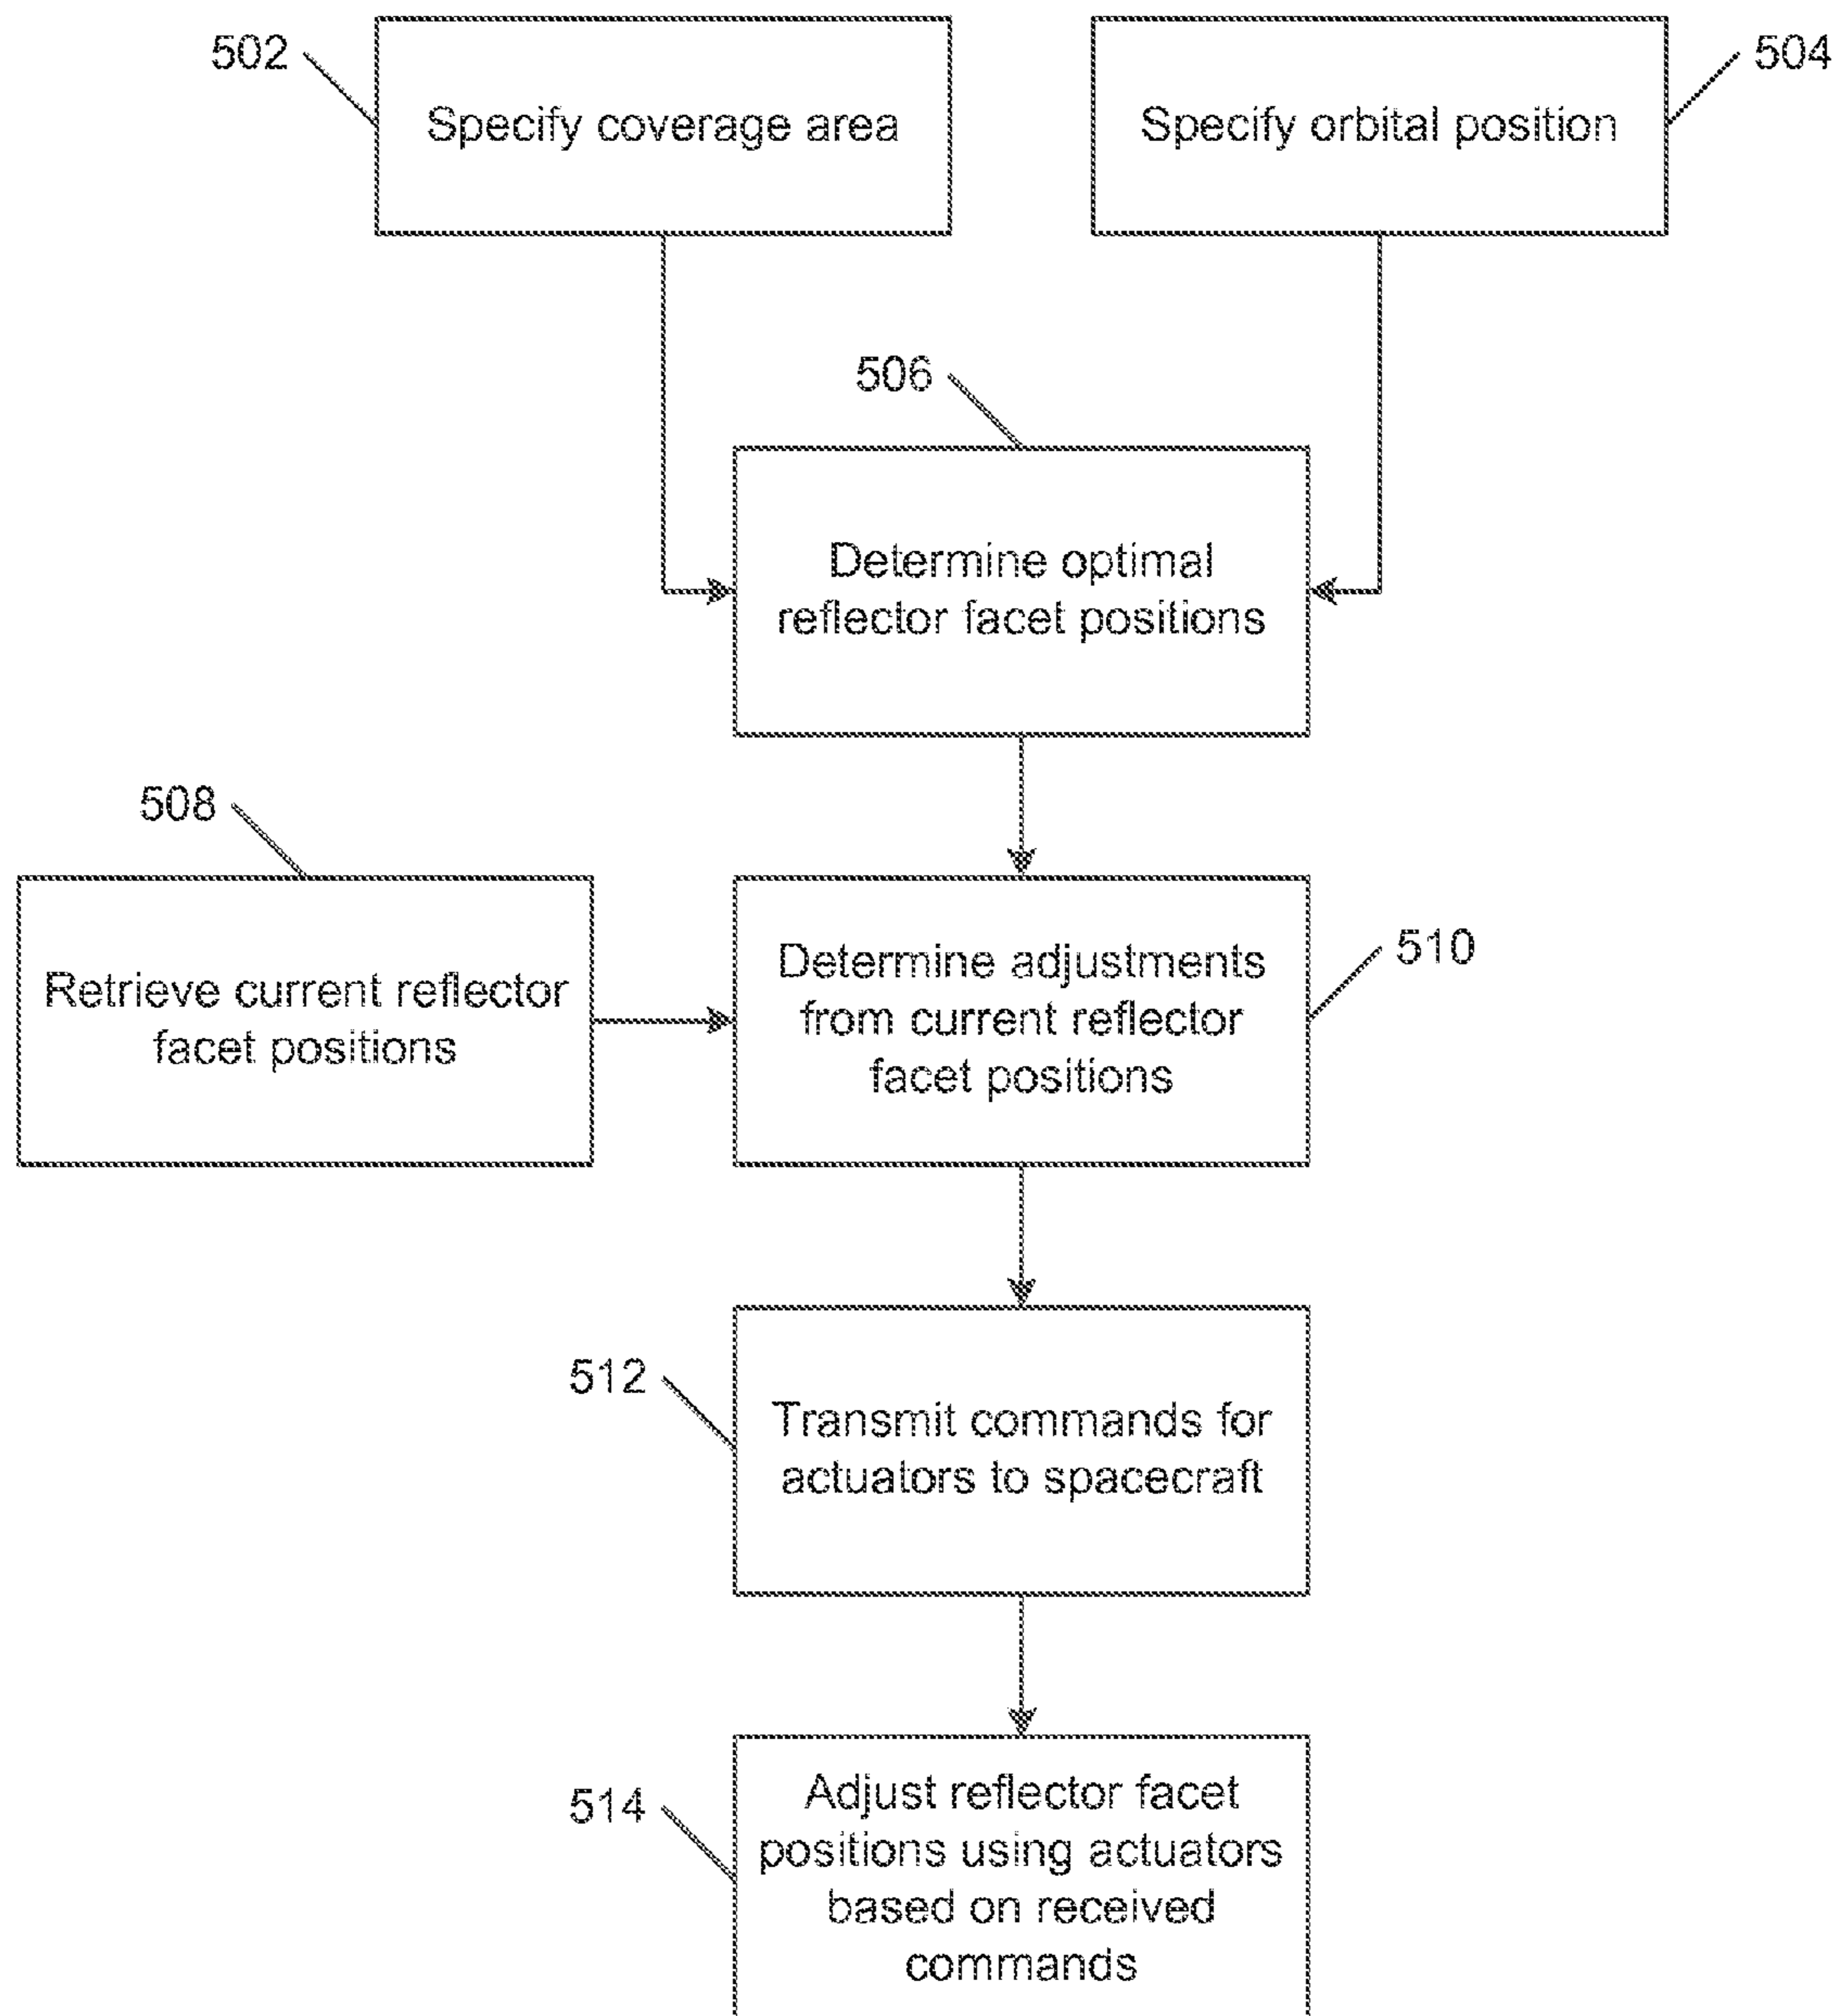 502
Specify coverage area
Specify orbital position
504
506
Determine optimal
reflector facet positions
508
Retrieve current reflector
facet positions
Determine adjustments
from current reflector
facet positions
510
512
Transmit commands for
actuators to spacecraft
514
Adjust reflector facet
positions using actuators
based on received
commands